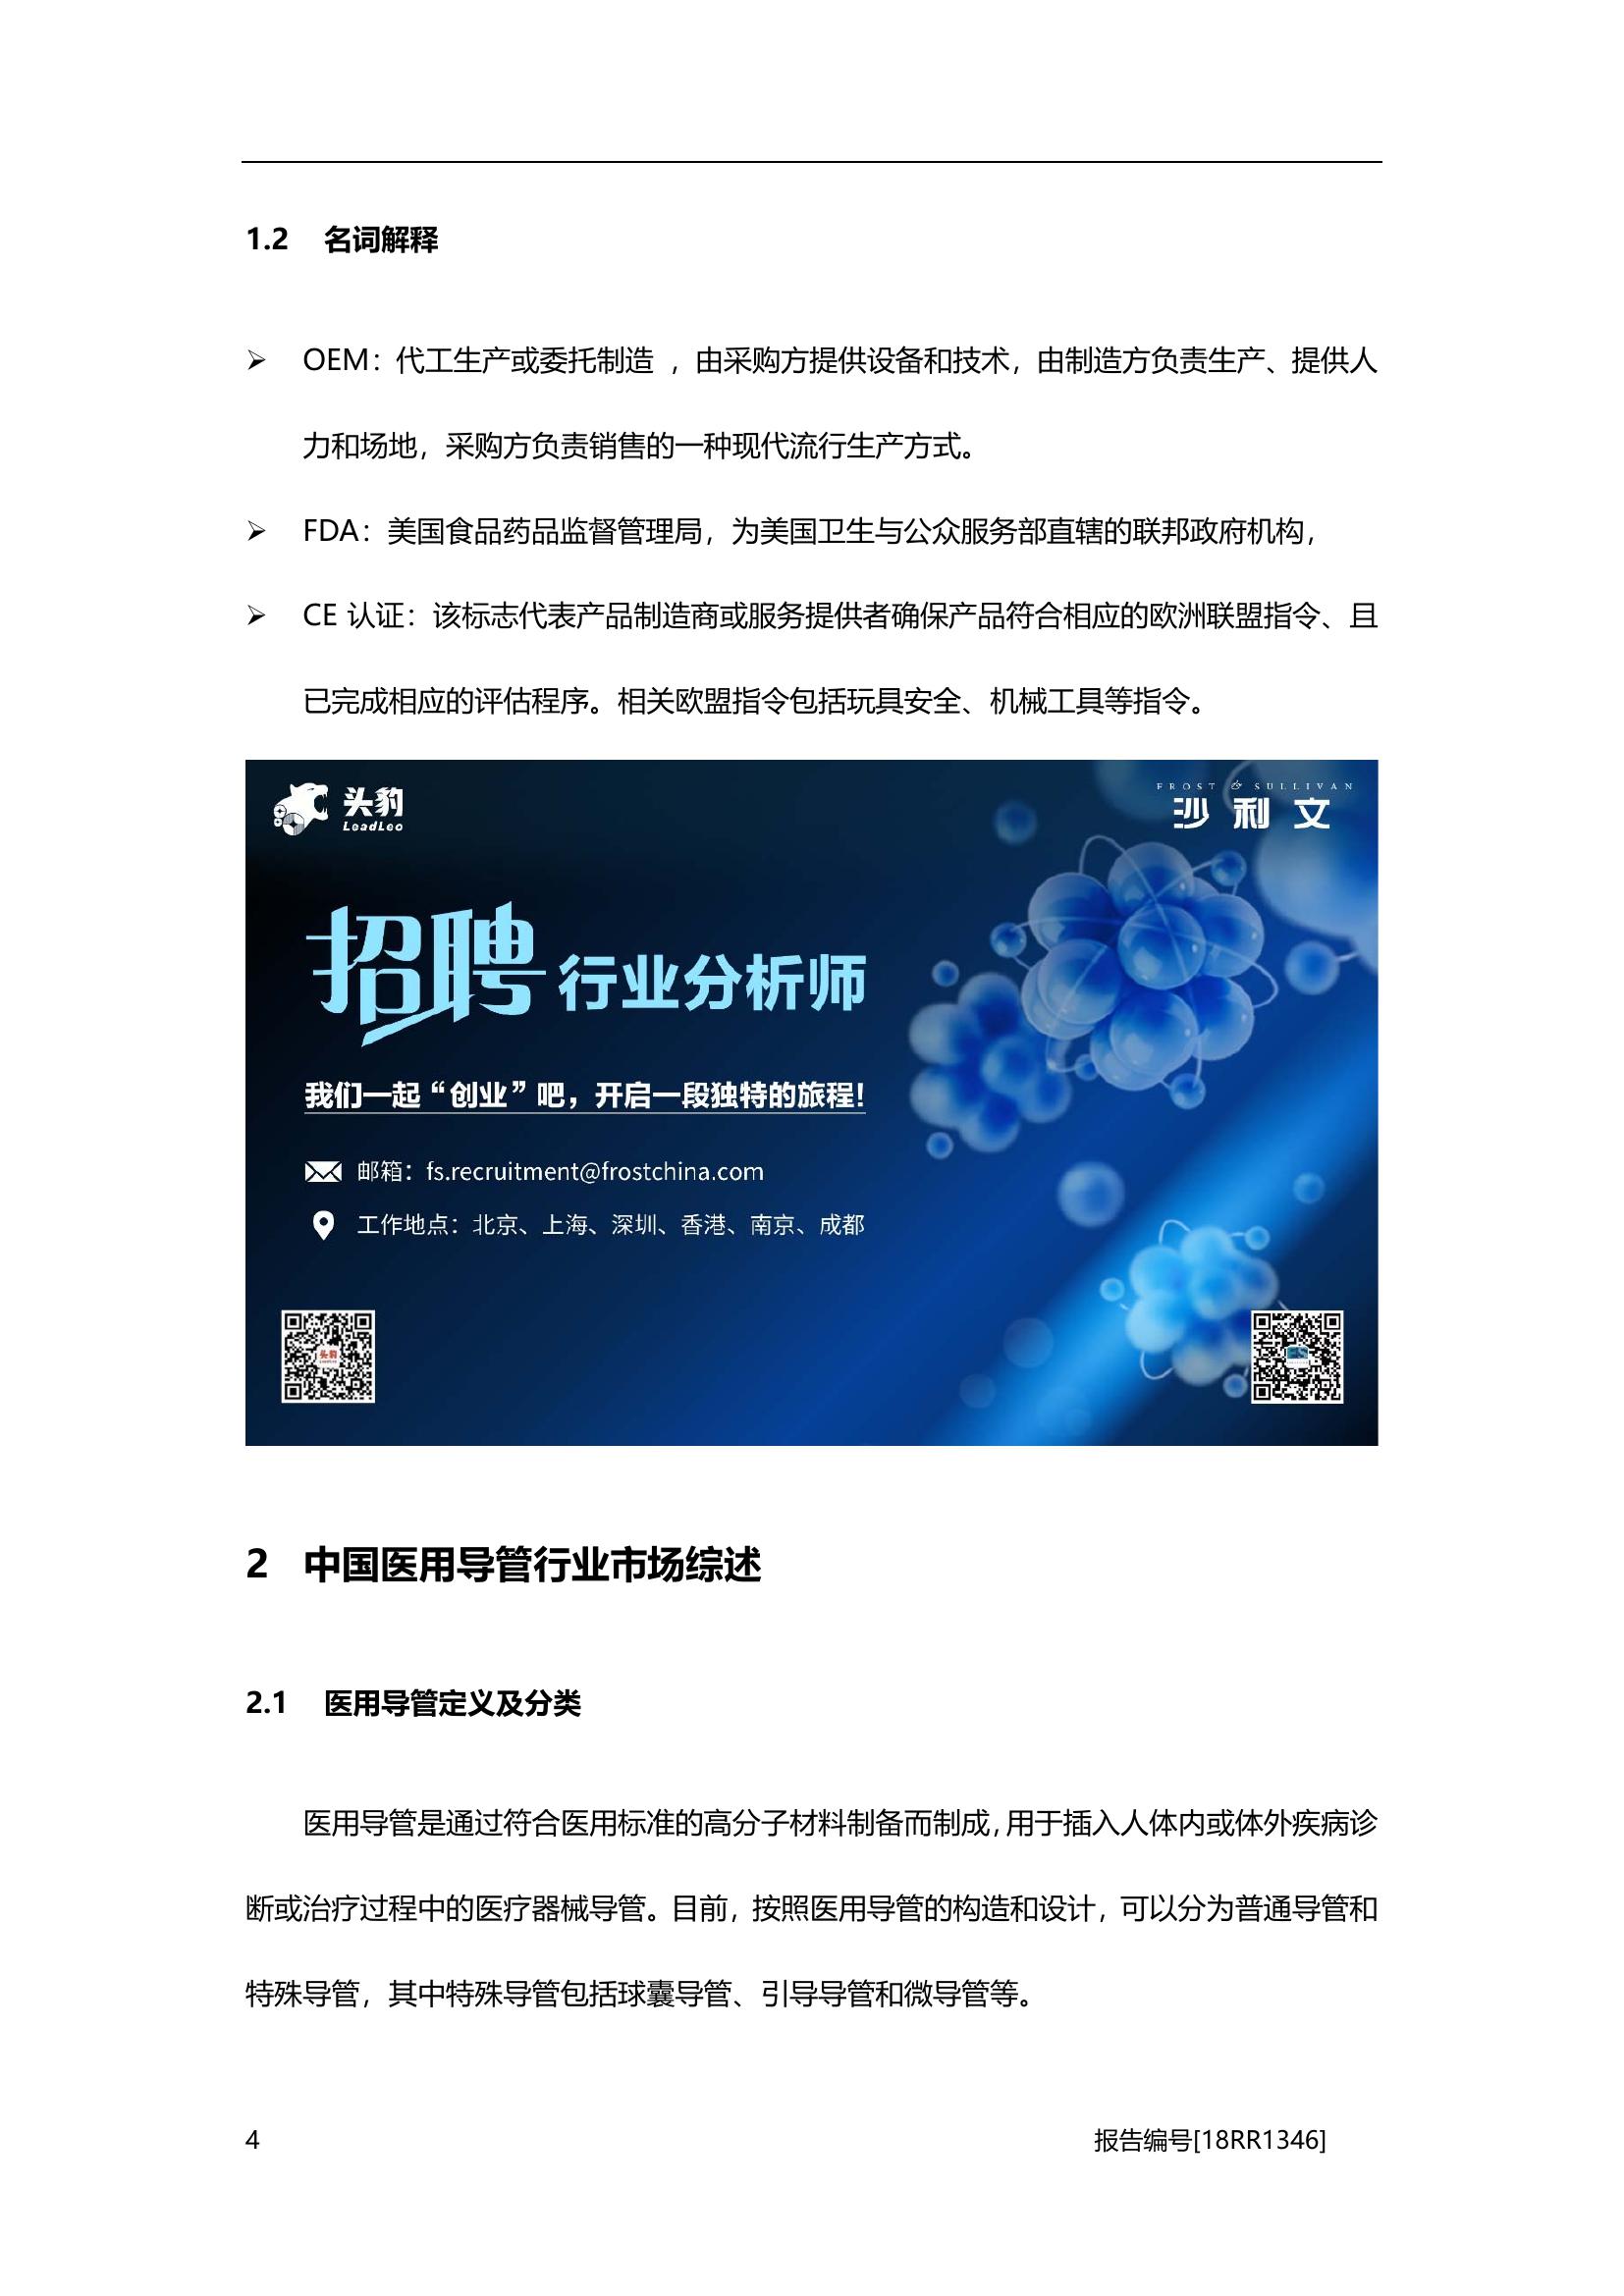 1.2 名词解释
OEM：代工生产或委托制造 ，由采购方提供设备和技术，由制造方负责生产、提供人
力和场地，采购方负责销售的一种现代流行生产方式。
FDA：美国食品药品监督管理局，为美国卫生与公众服务部直辖的联邦政府机构，
CE 认证：该标志代表产品制造商或服务提供者确保产品符合相应的欧洲联盟指令、且
已完成相应的评估程序。相关欧盟指令包括玩具安全、机械工具等指令。
头豹
LeadLeo
FROST & SULLIVAN
沙利文
招聘 行业分析师
我们一起“创业”吧，开启一段独特的旅程！
邮箱：fs.recruitment@frostchina.com
工作地点：北京、上海、深圳、香港、南京、成都
头豹
2 中国医用导管行业市场综述
2.1 医用导管定义及分类
医用导管是通过符合医用标准的高分子材料制备而制成，用于插入人体内或体外疾病诊
断或治疗过程中的医疗器械导管。目前，按照医用导管的构造和设计，可以分为普通导管和
特殊导管，其中特殊导管包括球囊导管、引导导管和微导管等。
4 报告编号[18RR1346]